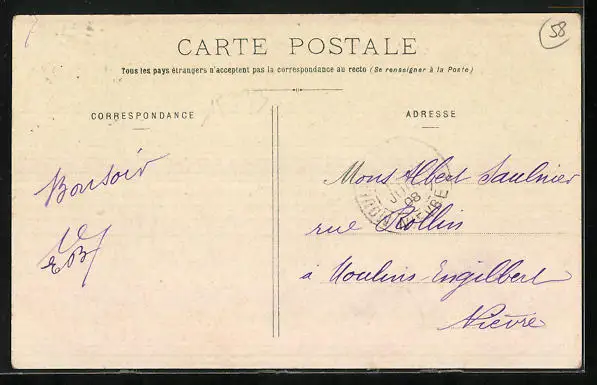 58
CARTE POSTALE
Tous les pays étrangers n'acceptent pas la correspondance au recto (Se renseigner à la Poste)
CORRESPONDANCE
ADRESSE
Bonsoir
Mons Albert Saulnier
rue Rollin
à Moulins Engilbert
Nièvre